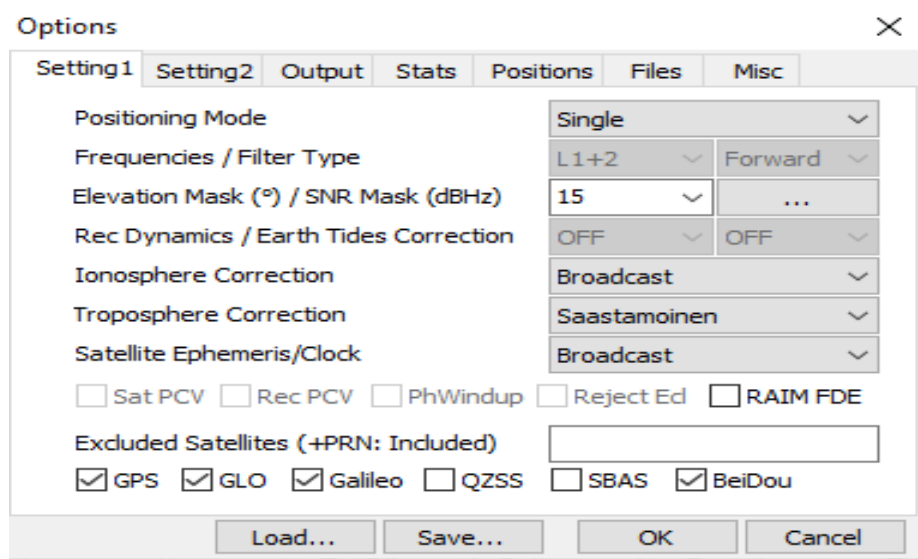 Options
Setting1 Setting2 Output Stats Positions Files Misc
Positioning Mode Single
Frequencies / Filter Type L1+2 Forward
Elevation Mask (°) / SNR Mask (dBHz) 15 ...
Rec Dynamics / Earth Tides Correction OFF OFF
Ionosphere Correction Broadcast
Troposphere Correction Saastamoinen
Satellite Ephemeris/Clock Broadcast
Sat PCV Rec PCV PhWindup Reject Ecl RAIM FDE
Excluded Satellites (+PRN: Included)
GPS GLO Galileo QZSS SBAS BeiDou
Load... Save... OK Cancel